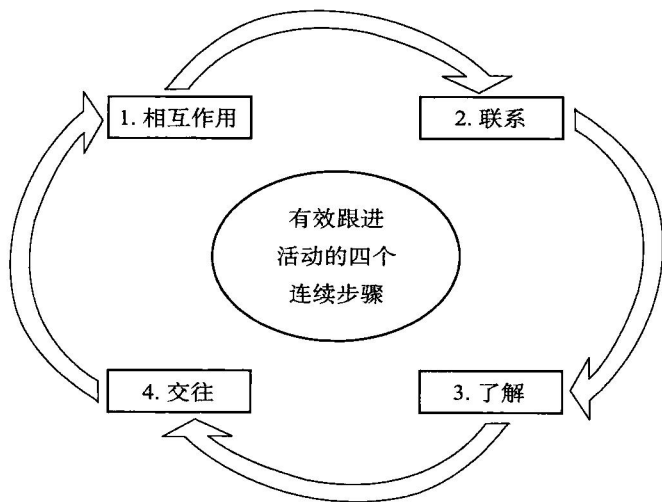 1. 相互作用
2. 联系
有效跟进
活动的四个
连续步骤
4. 交往
3. 了解